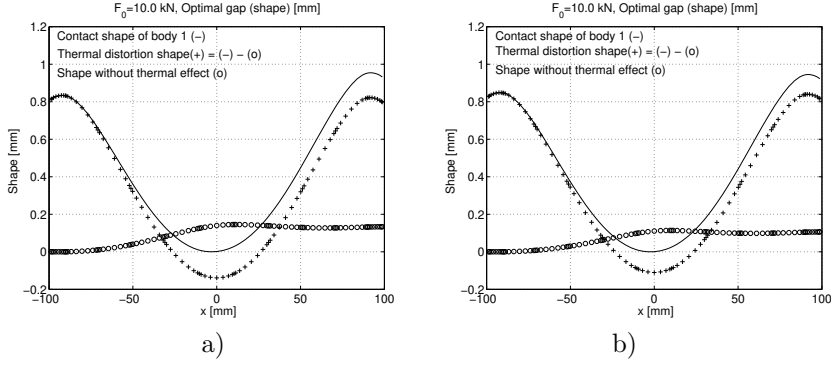 F0=10.0 kN, Optimal gap (shape) [mm]
Contact shape of body 1 (−)
Thermal distortion shape(+) = (−) − (o)
Shape without thermal effect (o)
Shape [mm]
1.2
1
0.8
0.6
0.4
0.2
0
−0.2
−100 −50 0 50 100
x [mm]
a)
F0=10.0 kN, Optimal gap (shape) [mm]
Contact shape of body 1 (−)
Thermal distortion shape(+) = (−) − (o)
Shape without thermal effect (o)
Shape [mm]
1.2
1
0.8
0.6
0.4
0.2
0
−0.2
−100 −50 0 50 100
x [mm]
b)